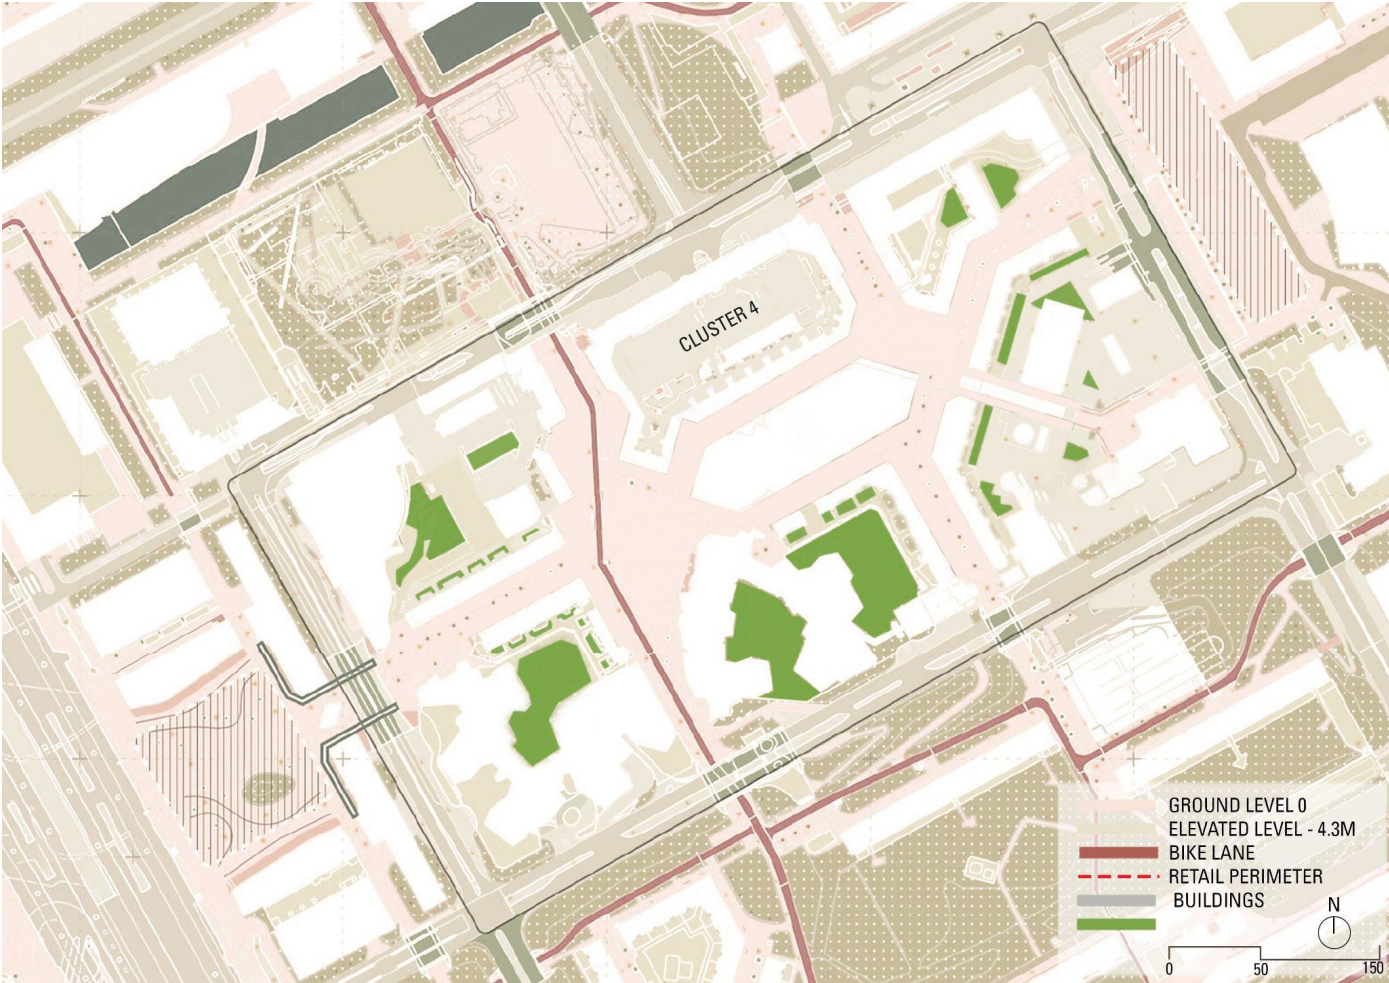 CLUSTER 4
GROUND LEVEL 0
ELEVATED LEVEL - 4.3M
BIKE LANE
RETAIL PERIMETER
BUILDINGS
N
0 50 150